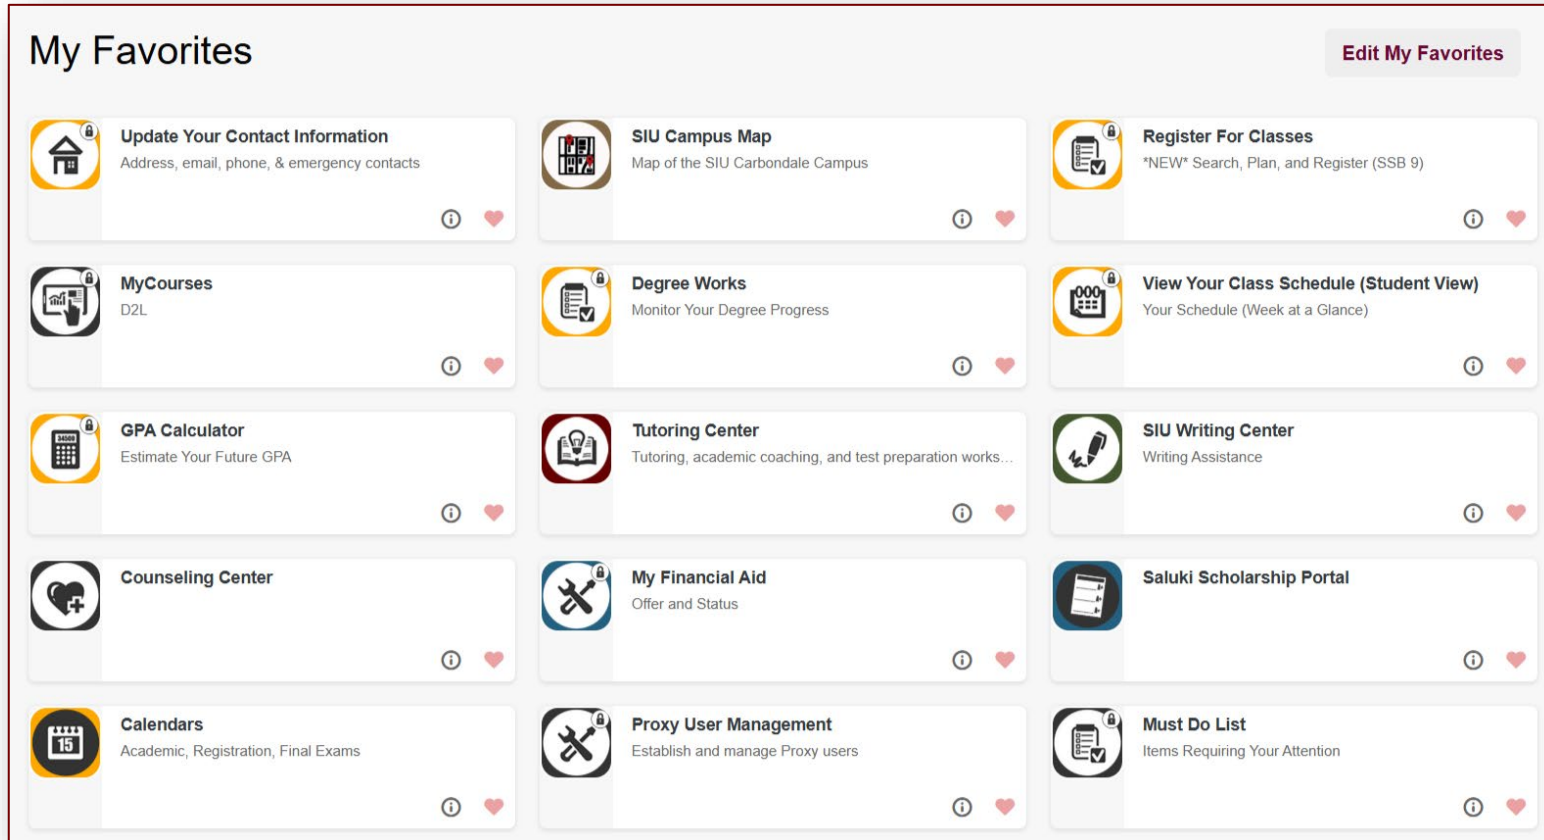 My Favorites
Edit My Favorites
Update Your Contact Information
Address, email, phone, & emergency contacts
SIU Campus Map
Map of the SIU Carbondale Campus
Register For Classes
*NEW* Search, Plan, and Register (SSB 9)
MyCourses
D2L
Degree Works
Monitor Your Degree Progress
000
View Your Class Schedule (Student View)
Your Schedule (Week at a Glance)
34500
GPA Calculator
Estimate Your Future GPA
Tutoring Center
Tutoring, academic coaching, and test preparation works...
SIU Writing Center
Writing Assistance
Counseling Center
My Financial Aid
Offer and Status
Saluki Scholarship Portal
15
Calendars
Academic, Registration, Final Exams
Proxy User Management
Establish and manage Proxy users
Must Do List
Items Requiring Your Attention